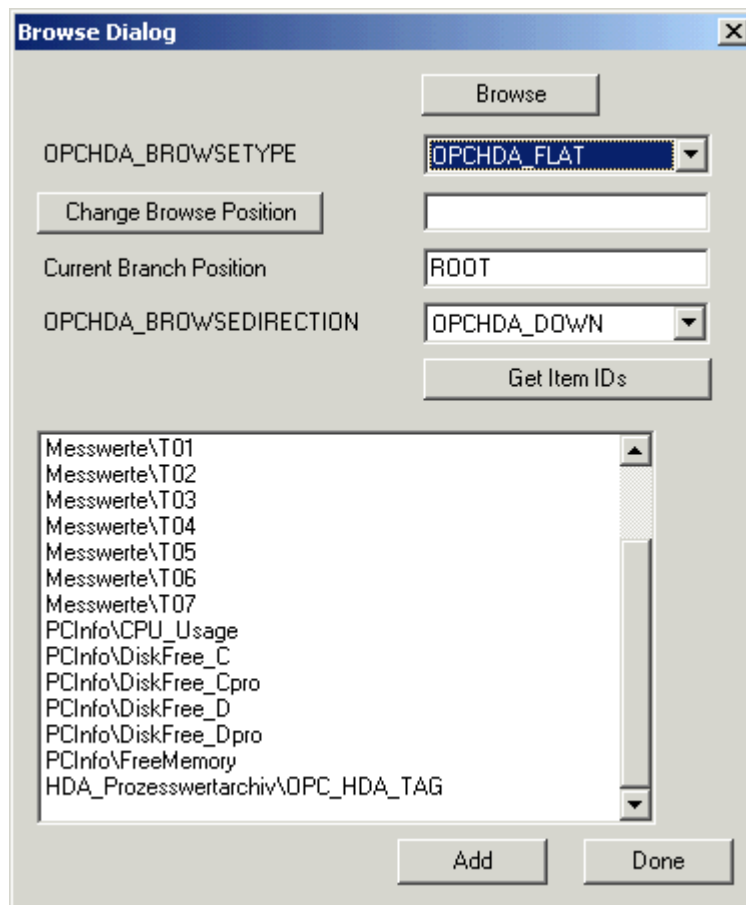 Browse Dialog
Browse
OPCHDA_BROWSETYPE
OPCHDA_FLAT
Change Browse Position
Current Branch Position
ROOT
OPCHDA_BROWSEDIRECTION
OPCHDA_DOWN
Get Item IDs
Messwerte\T01
Messwerte\T02
Messwerte\T03
Messwerte\T04
Messwerte\T05
Messwerte\T06
Messwerte\T07
PCInfo\CPU_Usage
PCInfo\DiskFree_C
PCInfo\DiskFree_Cpro
PCInfo\DiskFree_D
PCInfo\DiskFree_Dpro
PCInfo\FreeMemory
HDA_Prozesswertarchiv\OPC_HDA_TAG
Add
Done